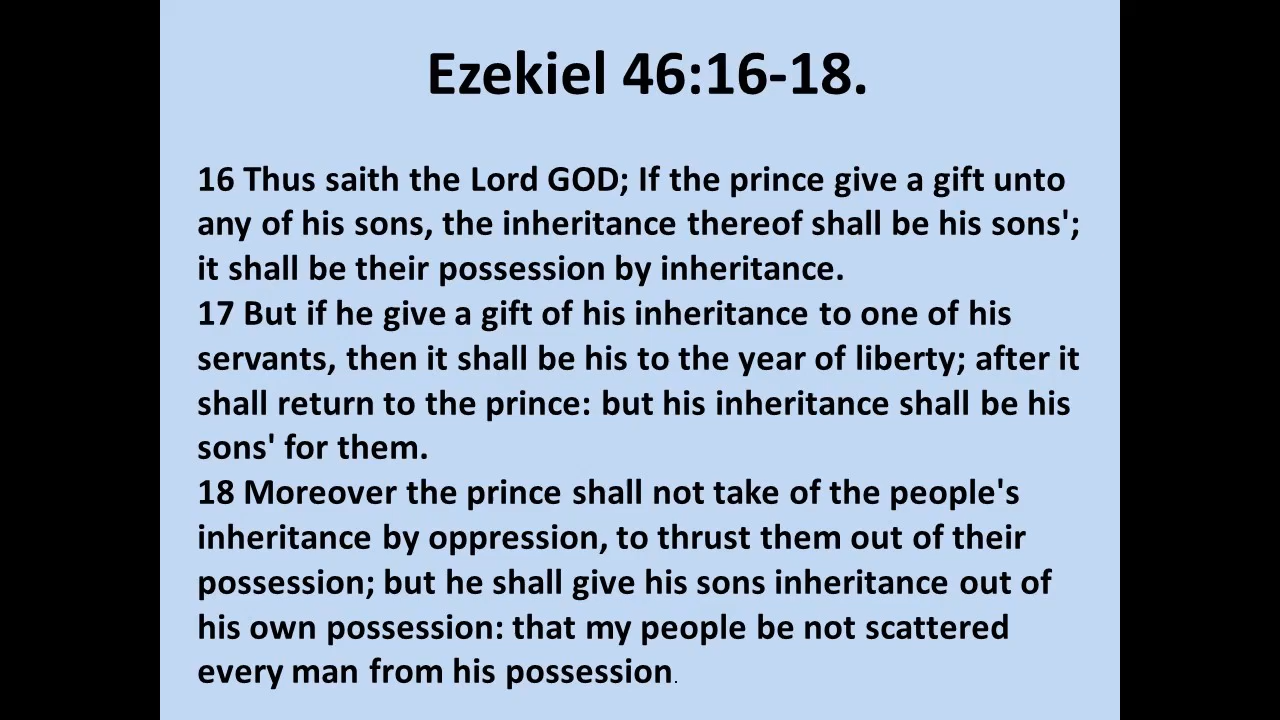 Ezekiel 46:16-18.
16 Thus saith the Lord GOD; If the prince give a gift unto
any of his sons, the inheritance thereof shall be his sons';
it shall be their possession by inheritance.
17 But if he give a gift of his inheritance to one of his
servants, then it shall be his to the year of liberty; after it
shall return to the prince: but his inheritance shall be his
sons' for them.
18 Moreover the prince shall not take of the people's
inheritance by oppression, to thrust them out of their
possession; but he shall give his sons inheritance out of
his own possession: that my people be not scattered
every man from his possession.